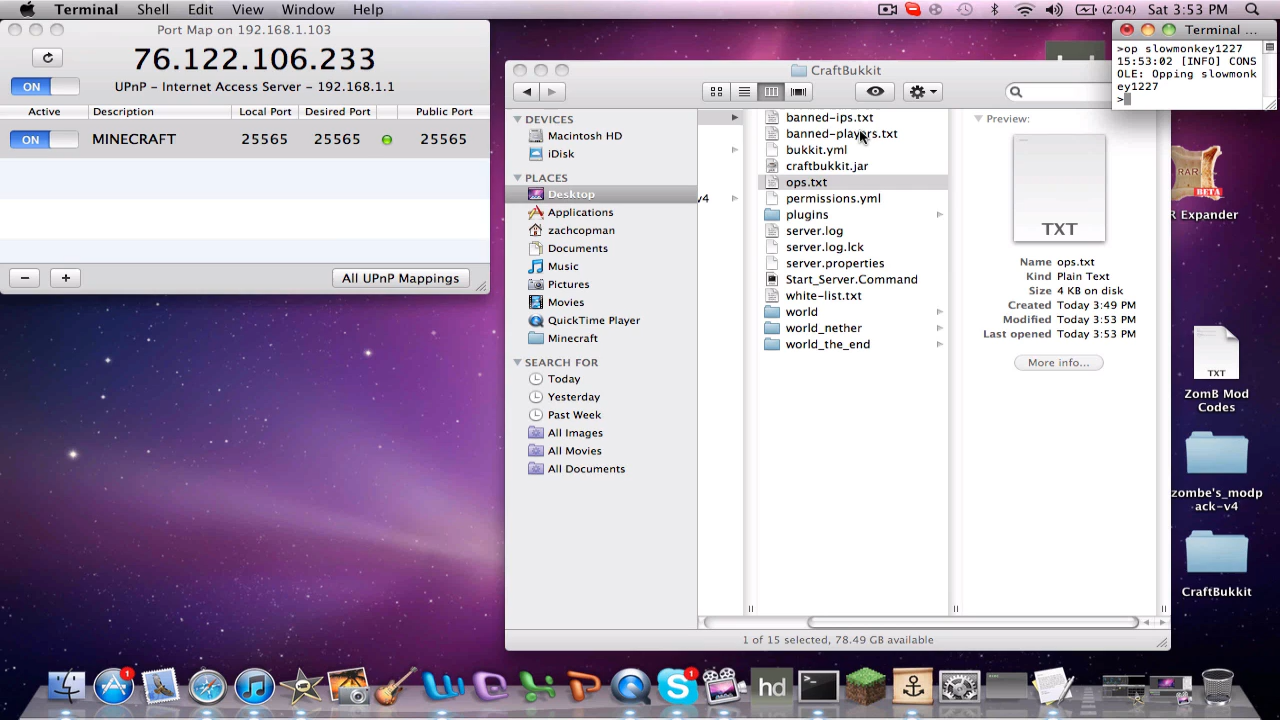 Terminal Shell Edit View Window Help
(2:04) Sat 3:53 PM
Port Map on 192.168.1.103
76.122.106.233
ON
UPnP - Internet Access Server - 192.168.1.1
Active Description Local Port Desired Port Public Port
ON MINECRAFT 25565 25565 25565
All UPnP Mappings
Terminal ...
>op slowmonkey1227
15:53:02 [INFO] CONS
OLE: Opping slowmonk
ey1227
>
CraftBukkit
DEVICES
Macintosh HD
iDisk
PLACES
Desktop
Applications
zachcopman
Documents
Music
Pictures
Movies
QuickTime Player
Minecraft
SEARCH FOR
Today
Yesterday
Past Week
All Images
All Movies
All Documents
v4
banned-ips.txt
banned-players.txt
bukkit.yml
craftbukkit.jar
ops.txt
permissions.yml
plugins
server.log
server.log.lck
server.properties
Start_Server.Command
white-list.txt
world
world_nether
world_the_end
Preview:
TXT
Name ops.txt
Kind Plain Text
Size 4 KB on disk
Created Today 3:49 PM
Modified Today 3:53 PM
Last opened Today 3:53 PM
More info...
1 of 15 selected, 78.49 GB available
RAR
BETA
R Expander
TXT
ZomB Mod
Codes
zombe's_modp
ack-v4
CraftBukkit
1
hd
1